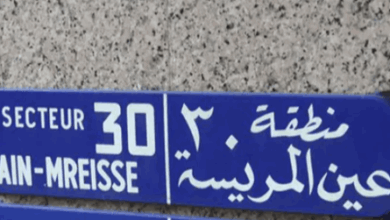 SECTEUR 30
AIN-MREISSE
منطقة ٣٠
عين المريسة